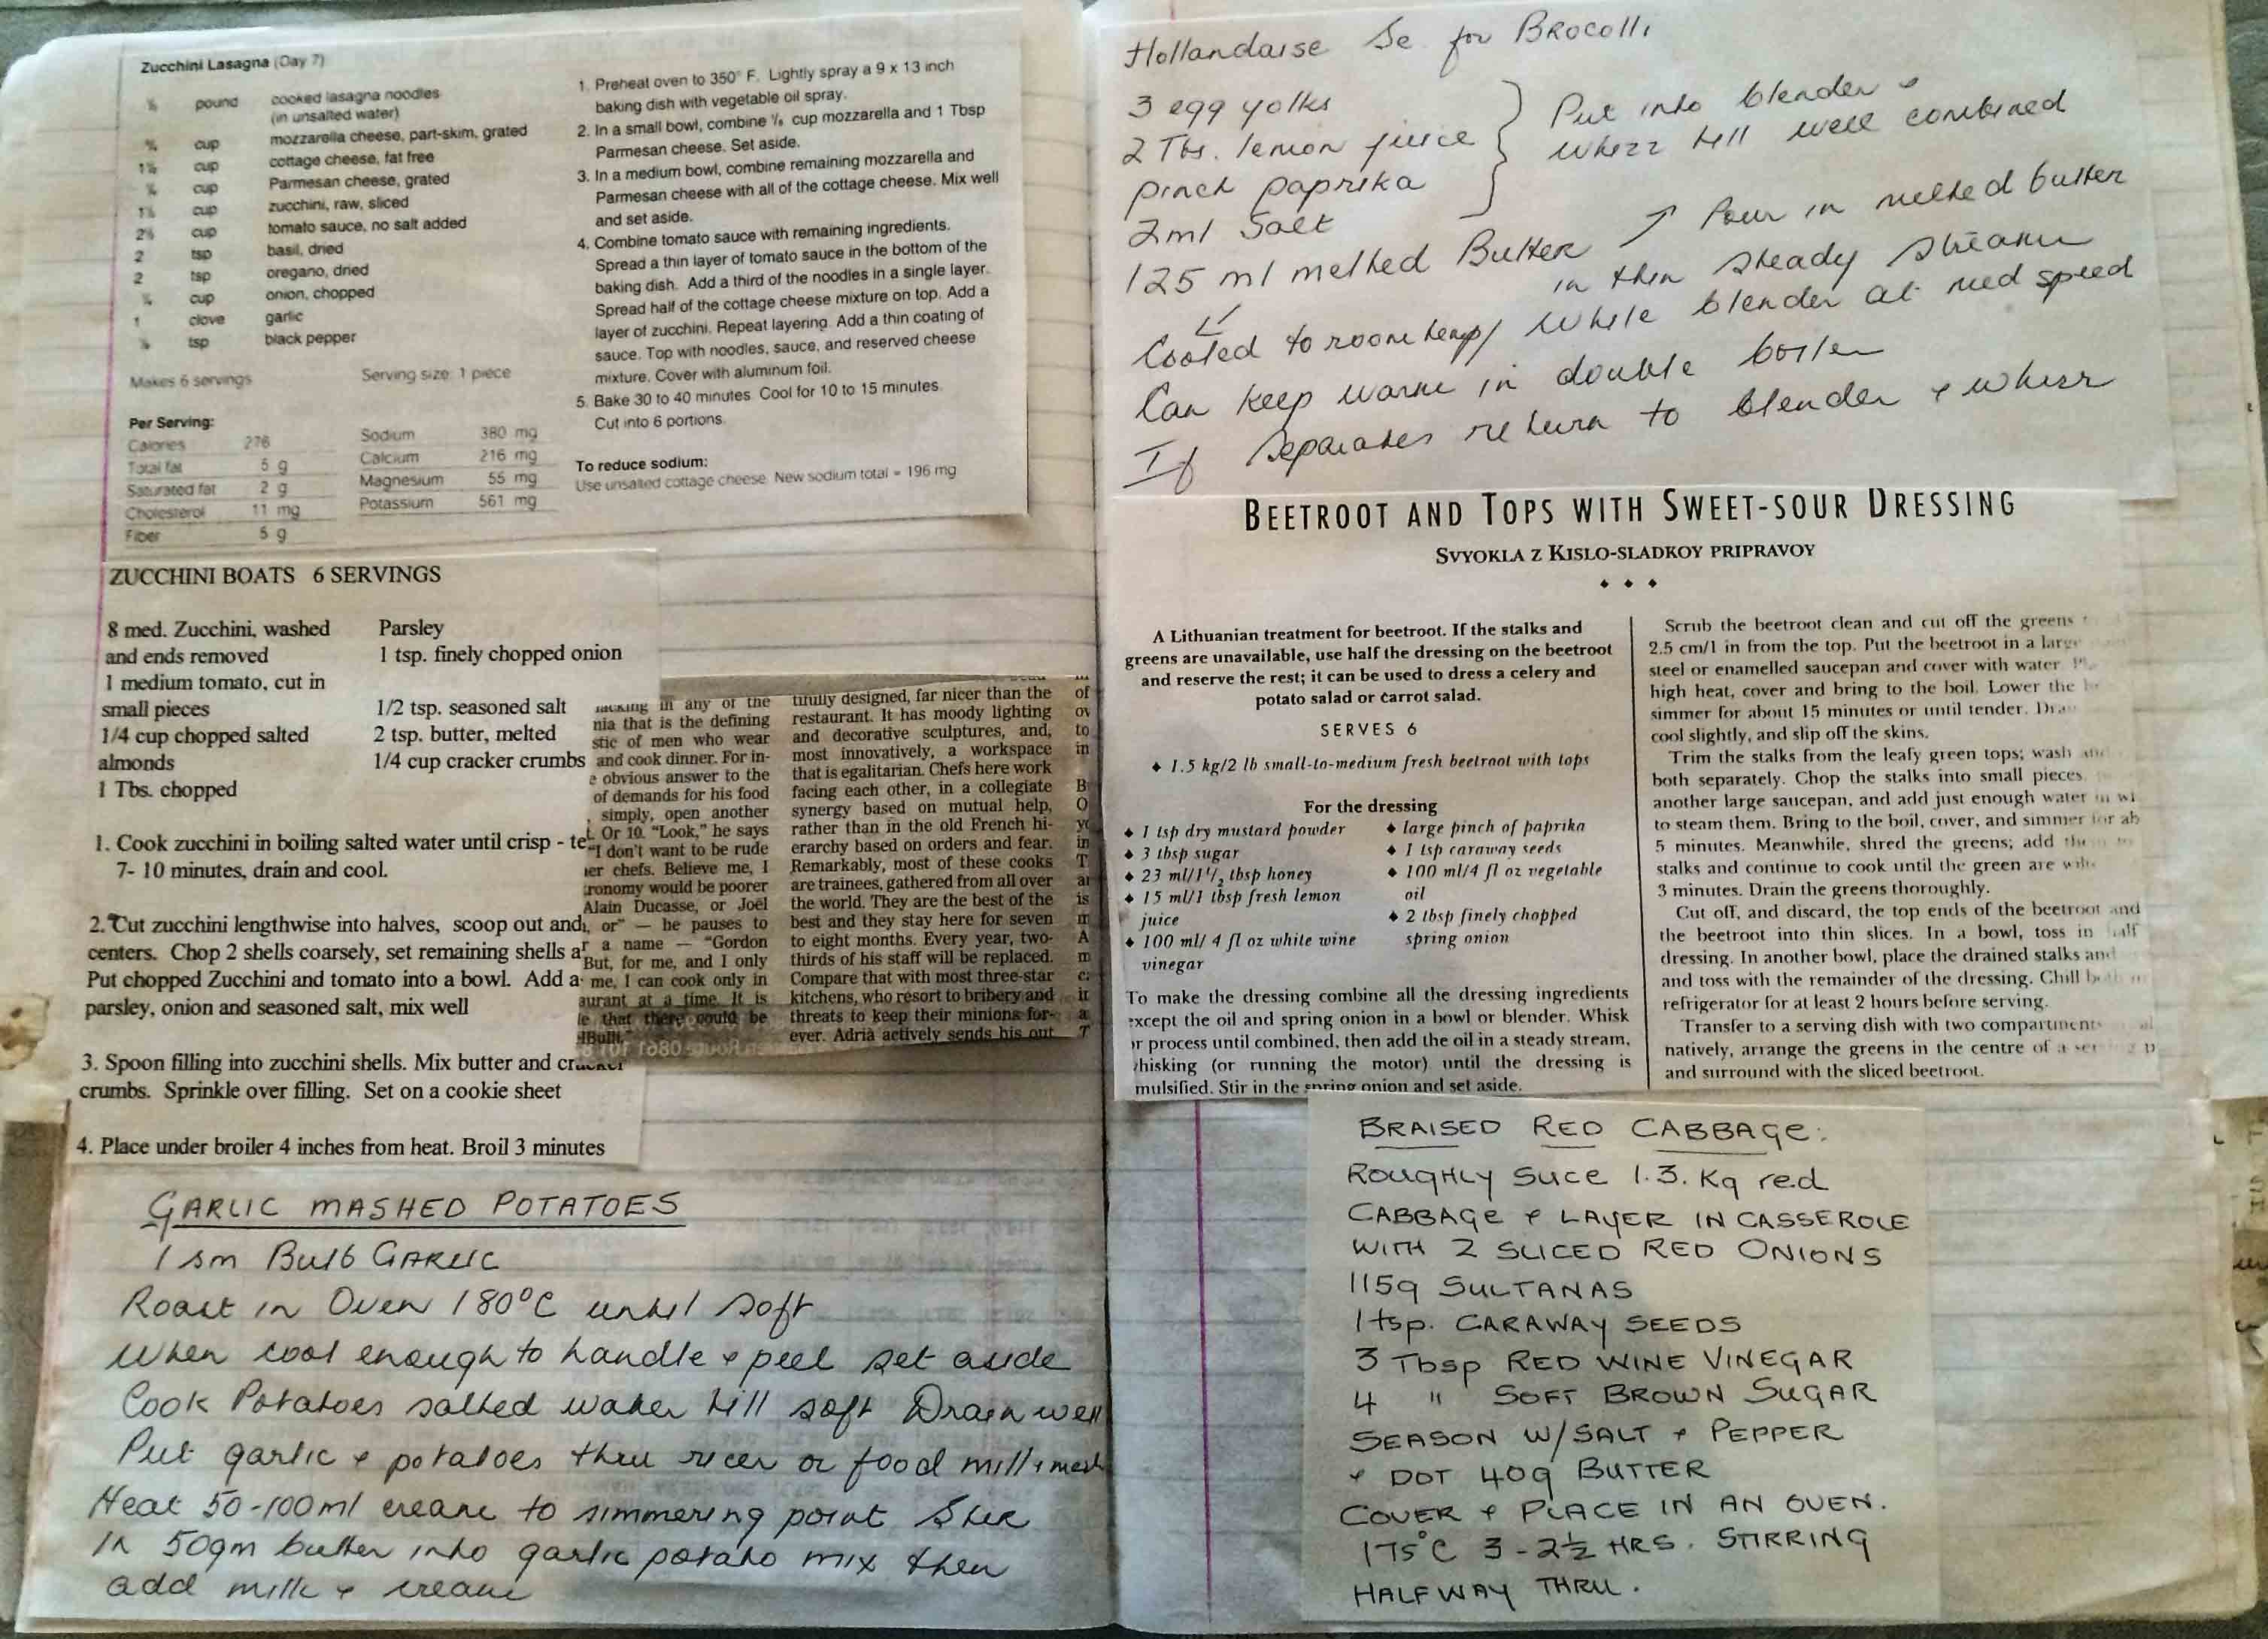 Zucchini Lasagna (Day 7)
½ pound cooked lasagna noodles
(in unsalted water)
¾ cup mozzarella cheese, part-skim, grated
1½ cup cottage cheese, fat free
¼ cup Parmesan cheese, grated
1½ cup zucchini, raw, sliced
2½ cup tomato sauce, no salt added
2 tsp basil, dried
2 tsp oregano, dried
¼ cup onion, chopped
1 clove garlic
tsp black pepper
Makes 6 servings Serving size: 1 piece
Per Serving:
Calories 276
Total fat 5 g
Saturated fat 2 g
Cholesterol 11 mg
Fiber 5 g
Sodium 380 mg
Calcium 216 mg
Magnesium 55 mg
Potassium 561 mg
1. Preheat oven to 350° F. Lightly spray a 9 x 13 inch
baking dish with vegetable oil spray.
2. In a small bowl, combine cup mozzarella and 1 Tbsp
Parmesan cheese. Set aside.
3. In a medium bowl, combine remaining mozzarella and
Parmesan cheese with all of the cottage cheese. Mix well
and set aside.
4. Combine tomato sauce with remaining ingredients.
Spread a thin layer of tomato sauce in the bottom of the
baking dish. Add a third of the noodles in a single layer.
Spread half of the cottage cheese mixture on top. Add a
layer of zucchini. Repeat layering. Add a thin coating of
sauce. Top with noodles, sauce, and reserved cheese
mixture. Cover with aluminum foil.
5. Bake 30 to 40 minutes. Cool for 10 to 15 minutes.
Cut into 6 portions.
To reduce sodium:
Use unsalted cottage cheese. New sodium total = 196 mg
ZUCCHINI BOATS 6 SERVINGS
8 med. Zucchini, washed
and ends removed
1 medium tomato, cut in
small pieces
1/4 cup chopped salted
almonds
1 Tbs. chopped
Parsley
1 tsp. finely chopped onion
1/2 tsp. seasoned salt
2 tsp. butter, melted
1/4 cup cracker crumbs
1. Cook zucchini in boiling salted water until crisp - te
7- 10 minutes, drain and cool.
2. Cut zucchini lengthwise into halves, scoop out and
centers. Chop 2 shells coarsely, set remaining shells a
Put chopped Zucchini and tomato into a bowl. Add a
parsley, onion and seasoned salt, mix well
3. Spoon filling into zucchini shells. Mix butter and cracker
crumbs. Sprinkle over filling. Set on a cookie sheet
4. Place under broiler 4 inches from heat. Broil 3 minutes
lacking in any of the
nia that is the defining
stic of men who wear
and cook dinner. For in-
e obvious answer to the
of demands for his food
, simply, open another
t. Or 10. "Look," he says
"I don't want to be rude
er chefs. Believe me, I
ronomy would be poorer
Alain Ducasse, or Joël
, or" — he pauses to
r a name — "Gordon
But, for me, and I only
me, I can cook only in
aurant at a time. It is
e that there could be
lBulli."
tifully designed, far nicer than the
restaurant. It has moody lighting
and decorative sculptures, and,
most innovatively, a workspace
that is egalitarian. Chefs here work
facing each other, in a collegiate
synergy based on mutual help,
rather than in the old French hi-
erarchy based on orders and fear.
Remarkably, most of these cooks
are trainees, gathered from all over
the world. They are the best of the
best and they stay here for seven
to eight months. Every year, two-
thirds of his staff will be replaced.
Compare that with most three-star
kitchens, who resort to bribery and
threats to keep their minions for-
ever. Adrià actively sends his out
of
ov
to
in
B
O
yo
in
T
a
is
m
A
m
c
it
a
T
GARLIC MASHED POTATOES
1 sm Bulb GARLIC
Roast in Oven 180°C until soft
When cool enough to handle & peel set aside
Cook Potatoes salted water till soft Drain well
Put garlic & potatoes thru ricer or food mill & mash
Heat 50-100ml cream to simmering point Stir
In 50gm butter into garlic potato mix then
add milk & cream
Hollandaise Se for BROCOLLI
3 egg yolks
2 Tbs. lemon juice
pinch paprika
2ml Salt
Put into blender &
whizz till well combined
125 ml melted Butter ↗ Pour in melted butter
in thin steady stream
Cooled to room temp/ while blender at med speed
Can keep warm in double boiler
If separates return to blender & whizz
BEETROOT AND TOPS WITH SWEET-SOUR DRESSING
SVYOKLA Z KISLO-SLADKOY PRIPRAVOY
A Lithuanian treatment for beetroot. If the stalks and
greens are unavailable, use half the dressing on the beetroot
and reserve the rest; it can be used to dress a celery and
potato salad or carrot salad.
SERVES 6
♦ 1.5 kg/2 lb small-to-medium fresh beetroot with tops
For the dressing
♦ 1 tsp dry mustard powder
♦ 3 tbsp sugar
♦ 23 ml/1½ tbsp honey
♦ 15 ml/1 tbsp fresh lemon
juice
♦ 100 ml/ 4 fl oz white wine
vinegar
♦ large pinch of paprika
♦ 1 tsp caraway seeds
♦ 100 ml/4 fl oz vegetable
oil
♦ 2 tbsp finely chopped
spring onion
To make the dressing combine all the dressing ingredients
except the oil and spring onion in a bowl or blender. Whisk
or process until combined, then add the oil in a steady stream,
whisking (or running the motor) until the dressing is
mulsified. Stir in the spring onion and set aside.
Scrub the beetroot clean and cut off the greens
2.5 cm/1 in from the top. Put the beetroot in a large
steel or enamelled saucepan and cover with water.
high heat, cover and bring to the boil. Lower the
simmer for about 15 minutes or until tender.
cool slightly, and slip off the skins.
Trim the stalks from the leafy green tops; wash
both separately. Chop the stalks into small pieces
another large saucepan, and add just enough water
to steam them. Bring to the boil, cover, and simmer for ab
5 minutes. Meanwhile, shred the greens; add
stalks and continue to cook until the green are
3 minutes. Drain the greens thoroughly.
Cut off, and discard, the top ends of the beetroot and
the beetroot into thin slices. In a bowl, toss in half
dressing. In another bowl, place the drained stalks and
and toss with the remainder of the dressing. Chill
refrigerator for at least 2 hours before serving.
Transfer to a serving dish with two compartments
natively, arrange the greens in the centre of a
and surround with the sliced beetroot.
BRAISED RED CABBAGE:
ROUGHLY SLICE 1.3. Kg red
CABBAGE & LAYER IN CASSEROLE
WITH 2 SLICED RED ONIONS
115g SULTANAS
1 tsp. CARAWAY SEEDS
3 Tbsp RED WINE VINEGAR
4 " SOFT BROWN SUGAR
SEASON W/SALT & PEPPER
& DOT 40g BUTTER
COVER & PLACE IN AN OVEN.
175°C 3 - 2½ HRS. STIRRING
HALFWAY THRU.